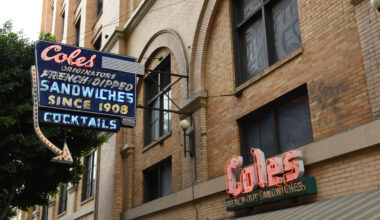 Coles
ORIGINATORS
FRENCH-DIPPED
SANDWICHES
SINCE 1908
COCKTAILS
Coles
FRENCH DIPPED SANDWICHES